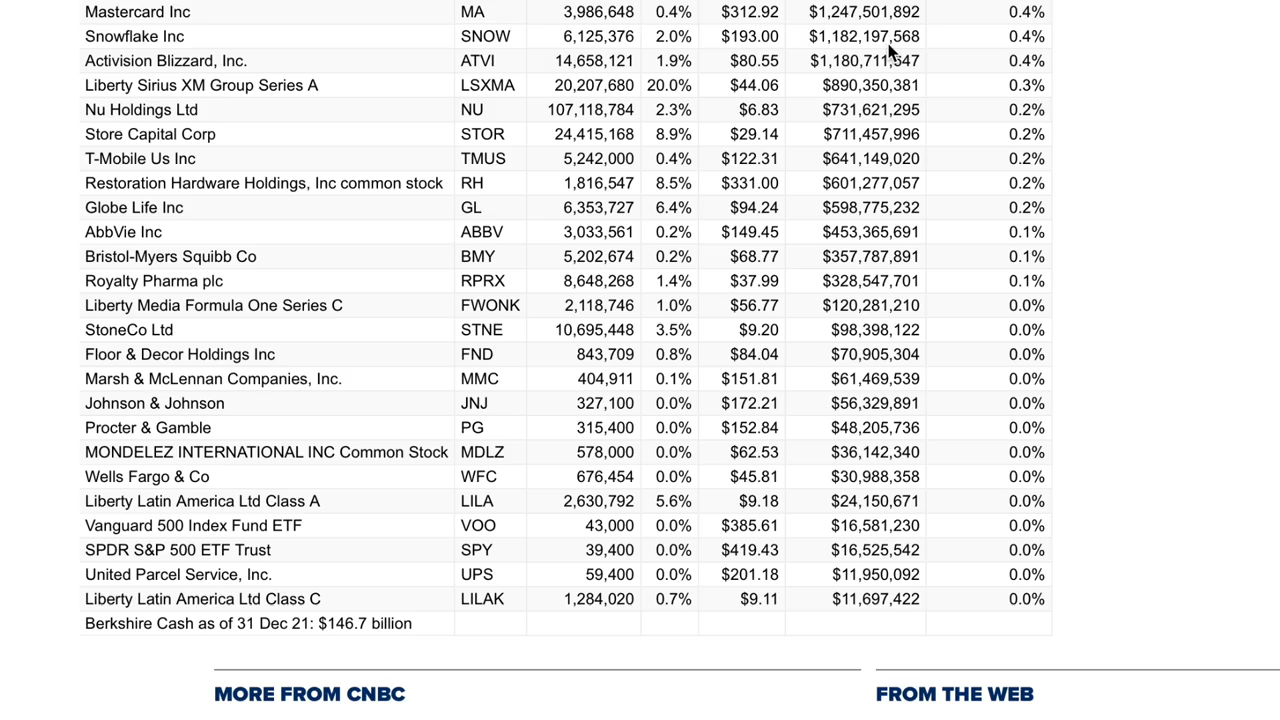 Mastercard Inc MA 3,986,648 0.4% $312.92 $1,247,501,892 0.4%
Snowflake Inc SNOW 6,125,376 2.0% $193.00 $1,182,197,568 0.4%
Activision Blizzard, Inc. ATVI 14,658,121 1.9% $80.55 $1,180,711,647 0.4%
Liberty Sirius XM Group Series A LSXMA 20,207,680 20.0% $44.06 $890,350,381 0.3%
Nu Holdings Ltd NU 107,118,784 2.3% $6.83 $731,621,295 0.2%
Store Capital Corp STOR 24,415,168 8.9% $29.14 $711,457,996 0.2%
T-Mobile Us Inc TMUS 5,242,000 0.4% $122.31 $641,149,020 0.2%
Restoration Hardware Holdings, Inc common stock RH 1,816,547 8.5% $331.00 $601,277,057 0.2%
Globe Life Inc GL 6,353,727 6.4% $94.24 $598,775,232 0.2%
AbbVie Inc ABBV 3,033,561 0.2% $149.45 $453,365,691 0.1%
Bristol-Myers Squibb Co BMY 5,202,674 0.2% $68.77 $357,787,891 0.1%
Royalty Pharma plc RPRX 8,648,268 1.4% $37.99 $328,547,701 0.1%
Liberty Media Formula One Series C FWONK 2,118,746 1.0% $56.77 $120,281,210 0.0%
StoneCo Ltd STNE 10,695,448 3.5% $9.20 $98,398,122 0.0%
Floor & Decor Holdings Inc FND 843,709 0.8% $84.04 $70,905,304 0.0%
Marsh & McLennan Companies, Inc. MMC 404,911 0.1% $151.81 $61,469,539 0.0%
Johnson & Johnson JNJ 327,100 0.0% $172.21 $56,329,891 0.0%
Procter & Gamble PG 315,400 0.0% $152.84 $48,205,736 0.0%
MONDELEZ INTERNATIONAL INC Common Stock MDLZ 578,000 0.0% $62.53 $36,142,340 0.0%
Wells Fargo & Co WFC 676,454 0.0% $45.81 $30,988,358 0.0%
Liberty Latin America Ltd Class A LILA 2,630,792 5.6% $9.18 $24,150,671 0.0%
Vanguard 500 Index Fund ETF VOO 43,000 0.0% $385.61 $16,581,230 0.0%
SPDR S&P 500 ETF Trust SPY 39,400 0.0% $419.43 $16,525,542 0.0%
United Parcel Service, Inc. UPS 59,400 0.0% $201.18 $11,950,092 0.0%
Liberty Latin America Ltd Class C LILAK 1,284,020 0.7% $9.11 $11,697,422 0.0%
Berkshire Cash as of 31 Dec 21: $146.7 billion
MORE FROM CNBC FROM THE WEB